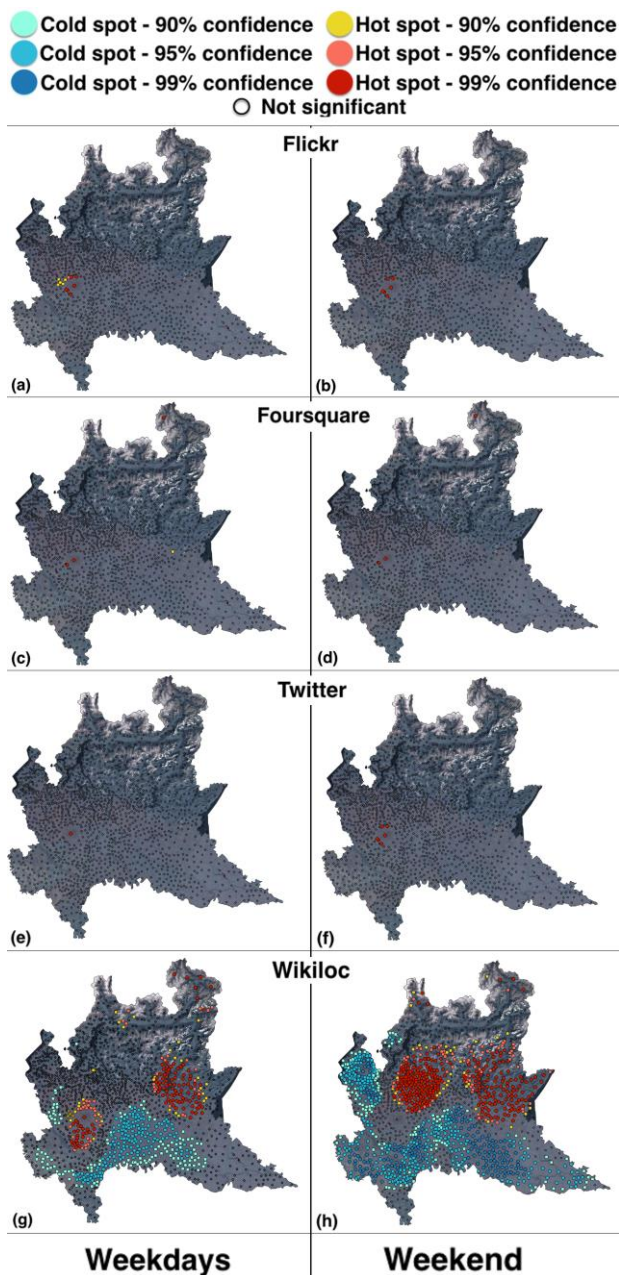 Cold spot - 90% confidence Hot spot - 90% confidence
Cold spot - 95% confidence Hot spot - 95% confidence
Cold spot - 99% confidence Hot spot - 99% confidence
Not significant
Flickr
(a) (b)
Foursquare
(c) (d)
Twitter
(e) (f)
Wikiloc
(g) (h)
Weekdays Weekend